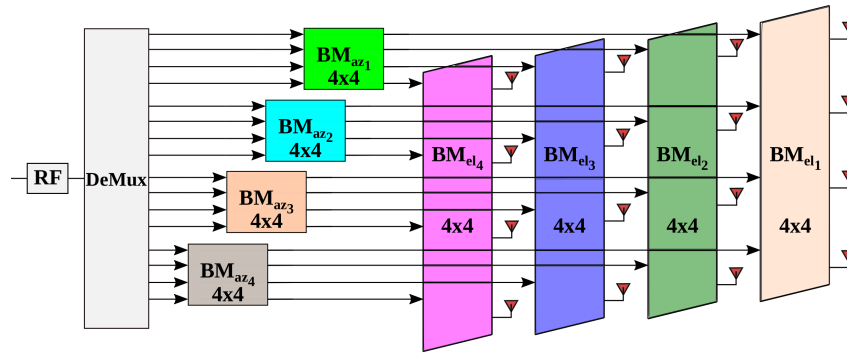 RF
DeMux
BMaz1
4x4
BMaz2
4x4
BMaz3
4x4
BMaz4
4x4
BMel4
4x4
BMel3
4x4
BMel2
4x4
BMel1
4x4